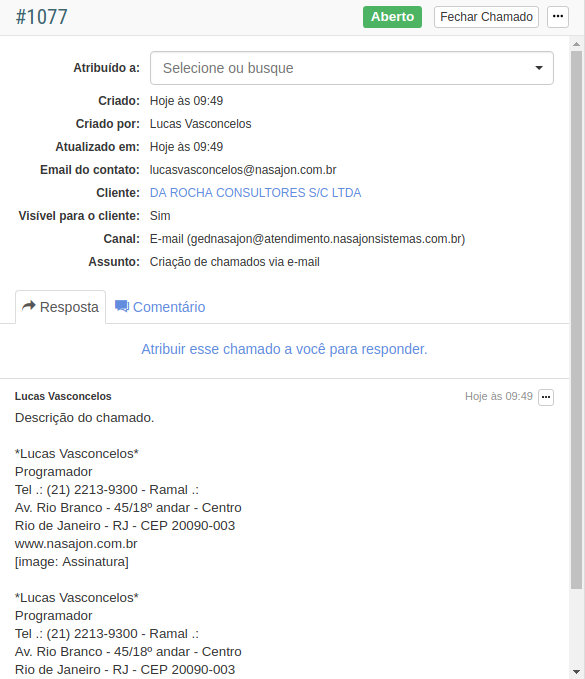 #1077 Aberto Fechar Chamado ...
Atribuído a: Selecione ou busque
Criado: Hoje às 09:49
Criado por: Lucas Vasconcelos
Atualizado em: Hoje às 09:49
Email do contato: lucasvasconcelos@nasajon.com.br
Cliente: DA ROCHA CONSULTORES S/C LTDA
Visível para o cliente: Sim
Canal: E-mail (gednasajon@atendimento.nasajonsistemas.com.br)
Assunto: Criação de chamados via e-mail
Resposta Comentário
Atribuir esse chamado a você para responder.
Lucas Vasconcelos Hoje às 09:49 ...
Descrição do chamado.
*Lucas Vasconcelos*
Programador
Tel .: (21) 2213-9300 - Ramal .:
Av. Rio Branco - 45/18º andar - Centro
Rio de Janeiro - RJ - CEP 20090-003
www.nasajon.com.br
[image: Assinatura]
*Lucas Vasconcelos*
Programador
Tel .: (21) 2213-9300 - Ramal .:
Av. Rio Branco - 45/18º andar - Centro
Rio de Janeiro - RJ - CEP 20090-003